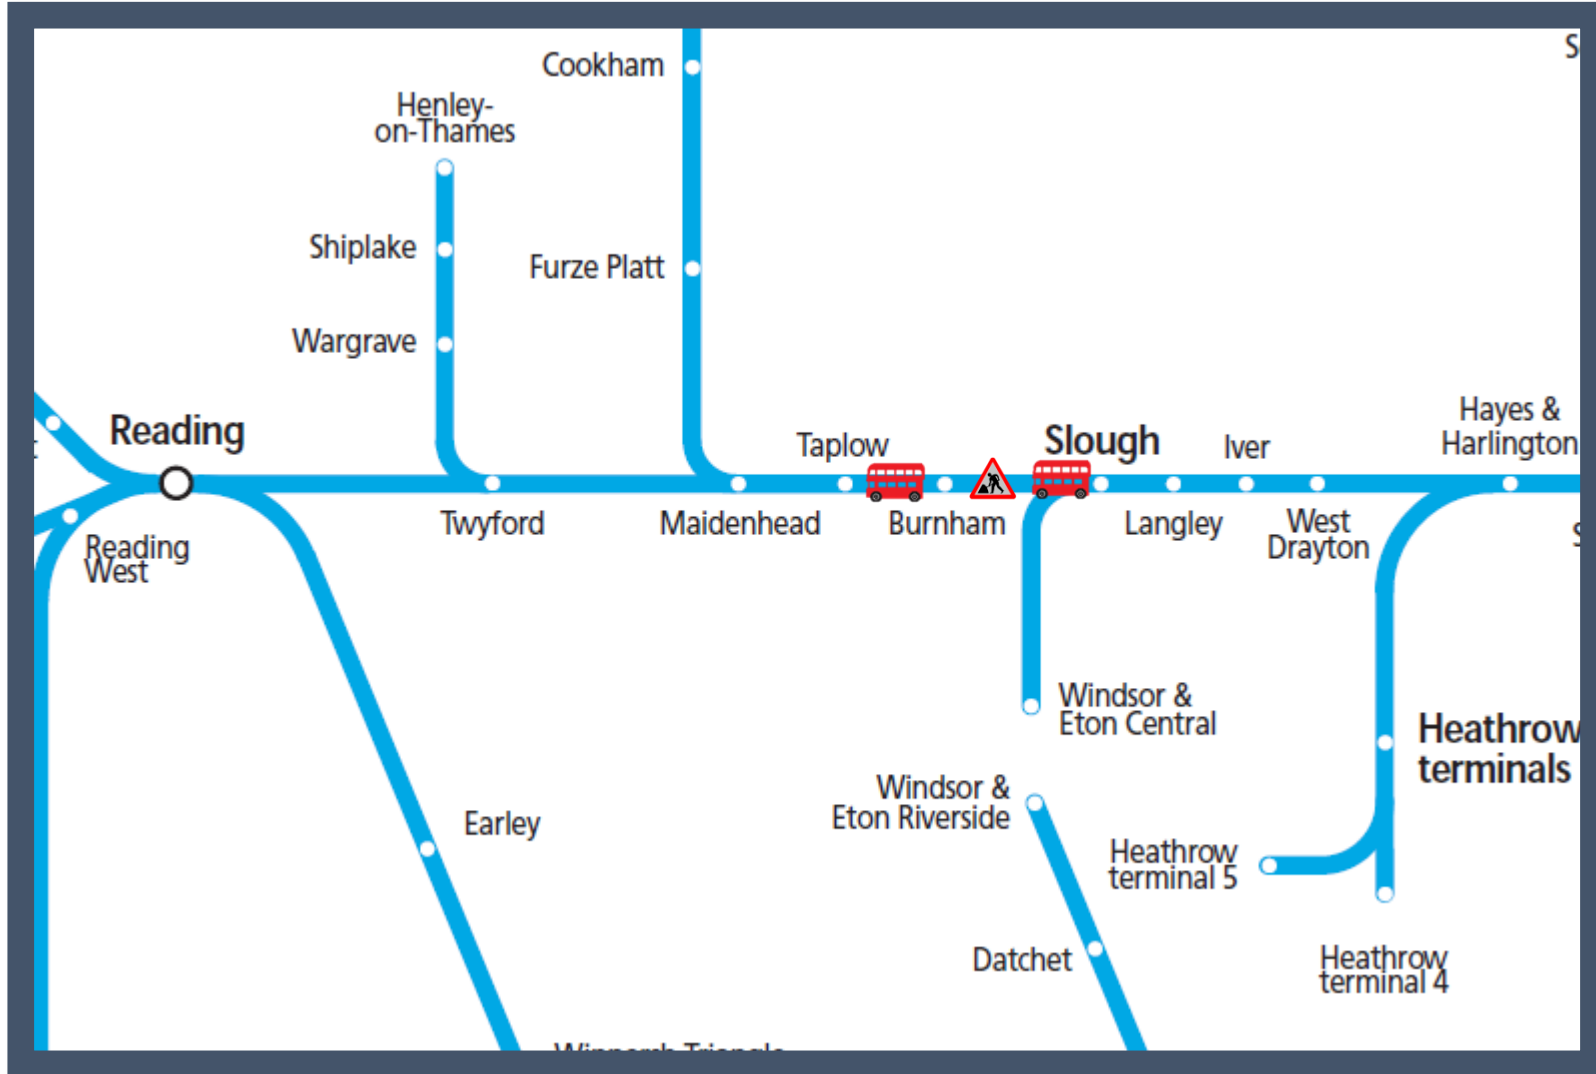 S
Cookham
Henley-
on-Thames
Shiplake
Furze Platt
Wargrave
Reading
Taplow
Slough
Iver
Hayes &
Harlington
Twyford
Maidenhead
Burnham
Langley
West
Drayton
Reading
West
Windsor &
Eton Central
Heathrow
terminals
Windsor &
Eton Riverside
Earley
Heathrow
terminal 5
Datchet
Heathrow
terminal 4
Winnersh Triangle